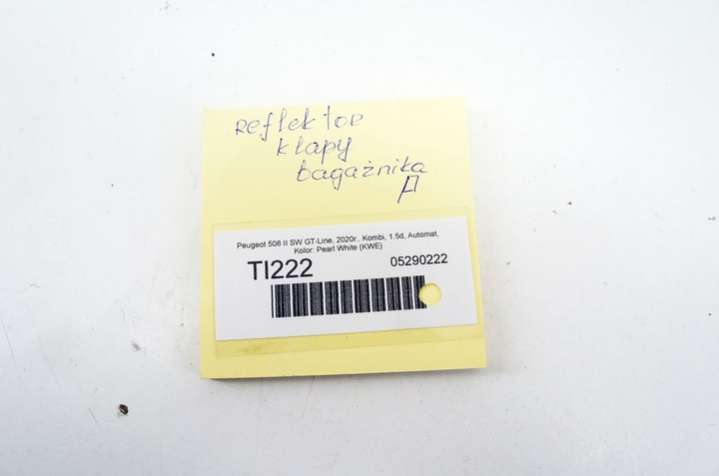 Reflektor
klapy
bagażnika
Peugeot 508 II SW GT-Line, 2020r., Kombi, 1.5d, Automat,
Kolor: Pearl White (KWE)
TI222
05290222